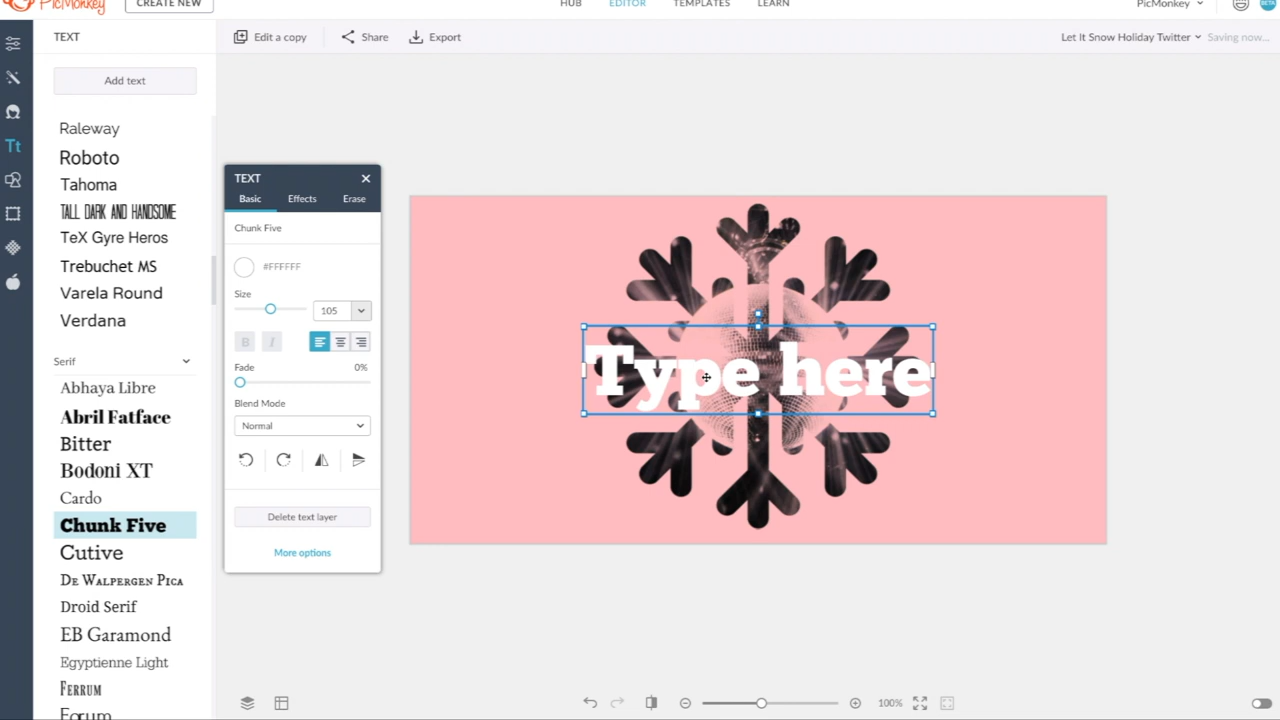 PicMonkey
CREATE NEW
HUB
EDITOR
TEMPLATES
LEARN
PicMonkey
BETA
TEXT
Edit a copy
Share
Export
Let It Snow Holiday Twitter
Saving now...
Add text
Raleway
Roboto
Tahoma
TALL DARK AND HANDSOME
TeX Gyre Heros
Trebuchet MS
Varela Round
Verdana
Serif
Abhaya Libre
Abril Fatface
Bitter
Bodoni XT
Cardo
Chunk Five
Cutive
De Walpergen Pica
Droid Serif
EB Garamond
Egyptienne Light
Ferrum
Forum
Tt
TEXT
Basic
Effects
Erase
Chunk Five
#FFFFFF
Size
105
B
I
Fade
0%
Blend Mode
Normal
Delete text layer
More options
Type here
100%